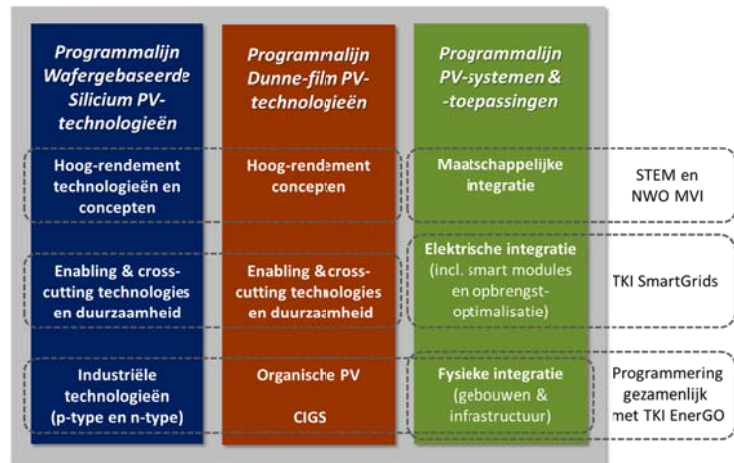 Programmalijn
Wafergebaseerde
Silicium PV-
technologieën
Programmalijn
Dunne-film PV-
technologieën
Programmalijn
PV-systemen &
-toepassingen
Hoog-rendement
technologieën en
concepten
Hoog-rendement
concepten
Maatschappelijke
integratie
STEM en
NWO MVI
Enabling & cross-
cutting technologies
en duurzaamheid
Enabling & cross-
cutting technologies
en duurzaamheid
Elektrische integratie
(incl. smart modules
en opbrengst-
optimalisatie)
TKI SmartGrids
Industriële
technologieën
(p-type en n-type)
Organische PV
CIGS
Fysieke integratie
(gebouwen &
infrastructuur)
Programmering
gezamenlijk
met TKI EnerGO